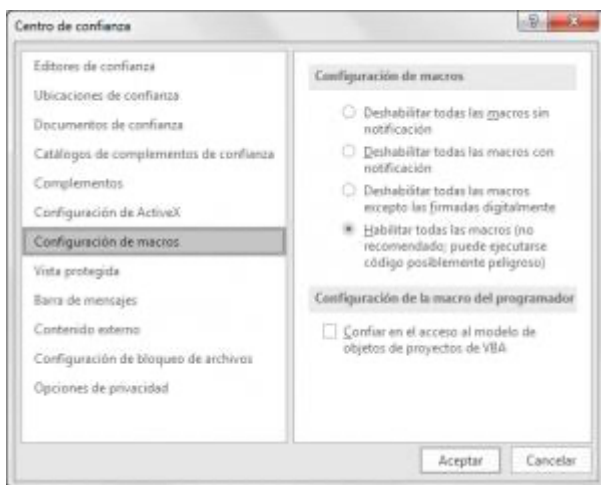 Centro de confianza
Editores de confianza
Ubicaciones de confianza
Documentos de confianza
Catálogos de complementos de confianza
Complementos
Configuración de ActiveX
Configuración de macros
Vista protegida
Barra de mensajes
Contenido externo
Configuración de bloqueo de archivos
Opciones de privacidad
Configuración de macros
Deshabilitar todas las macros sin
notificación
Deshabilitar todas las macros con
notificación
Deshabilitar todas las macros
excepto las firmadas digitalmente
Habilitar todas las macros (no
recomendado; puede ejecutarse
código posiblemente peligroso)
Configuración de la macro del programador
Confiar en el acceso al modelo de
objetos de proyectos de VBA
Aceptar
Cancelar